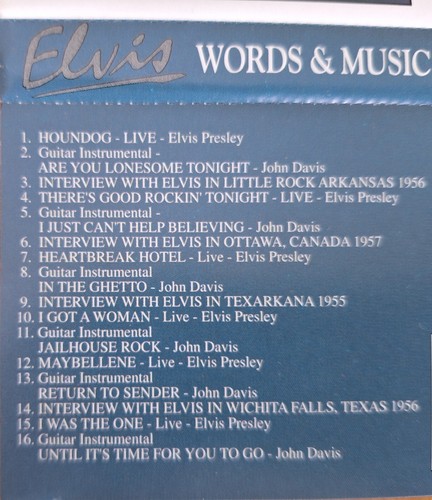 Elvis WORDS & MUSIC
1. HOUNDOG - LIVE - Elvis Presley
2. Guitar Instrumental -
ARE YOU LONESOME TONIGHT - John Davis
3. INTERVIEW WITH ELVIS IN LITTLE ROCK ARKANSAS 1956
4. THERE'S GOOD ROCKIN' TONIGHT - LIVE - Elvis Presley
5. Guitar Instrumental -
I JUST CAN'T HELP BELIEVING - John Davis
6. INTERVIEW WITH ELVIS IN OTTAWA, CANADA 1957
7. HEARTBREAK HOTEL - Live - Elvis Presley
8. Guitar Instrumental
IN THE GHETTO - John Davis
9. INTERVIEW WITH ELVIS IN TEXARKANA 1955
10. I GOT A WOMAN - Live - Elvis Presley
11. Guitar Instrumental
JAILHOUSE ROCK - John Davis
12. MAYBELLENE - Live - Elvis Presley
13. Guitar Instrumental
RETURN TO SENDER - John Davis
14. INTERVIEW WITH ELVIS IN WICHITA FALLS, TEXAS 1956
15. I WAS THE ONE - Live - Elvis Presley
16. Guitar Instrumental
UNTIL IT'S TIME FOR YOU TO GO - John Davis